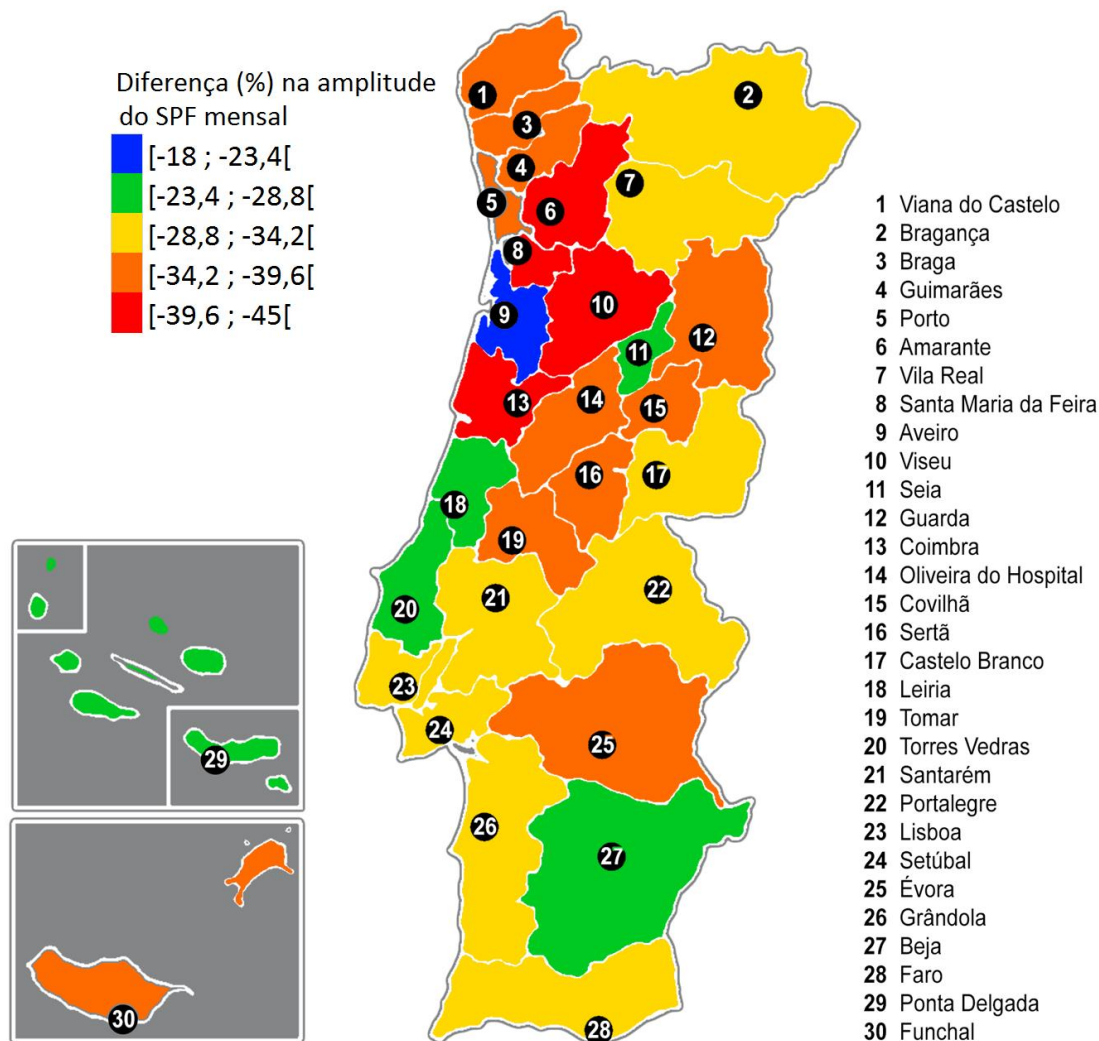 Diferença (%) na amplitude
do SPF mensal
[-18 ; -23,4[
[-23,4 ; -28,8[
[-28,8 ; -34,2[
[-34,2 ; -39,6[
[-39,6 ; -45[
1
2
3
4
5
6
7
8
9
10
11
12
13
14
15
16
17
18
19
20
21
22
23
24
25
26
27
28
29
30
1 Viana do Castelo
2 Bragança
3 Braga
4 Guimarães
5 Porto
6 Amarante
7 Vila Real
8 Santa Maria da Feira
9 Aveiro
10 Viseu
11 Seia
12 Guarda
13 Coimbra
14 Oliveira do Hospital
15 Covilhã
16 Sertã
17 Castelo Branco
18 Leiria
19 Tomar
20 Torres Vedras
21 Santarém
22 Portalegre
23 Lisboa
24 Setúbal
25 Évora
26 Grândola
27 Beja
28 Faro
29 Ponta Delgada
30 Funchal